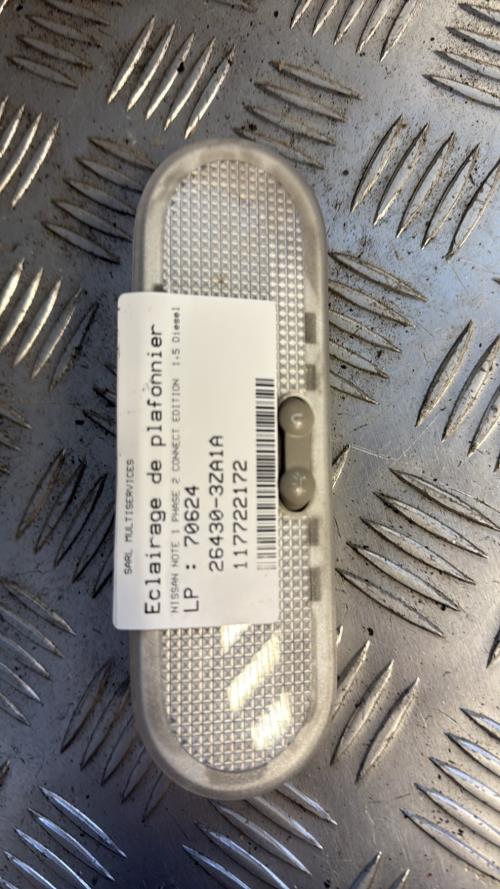 SARL MULTISERVICES
Eclairage de plafonnier
NISSAN NOTE 1 PHASE 2 CONNECT EDITION 1.5 Diesel
LP : 70624
26430-3ZA1A
117722172